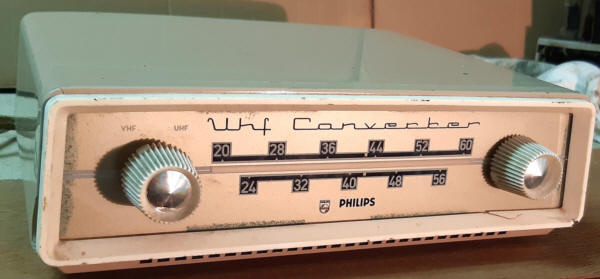 VHF UHF Uhf Converter
20 28 36 44 52 60
24 32 40 48 56
PHILIPS